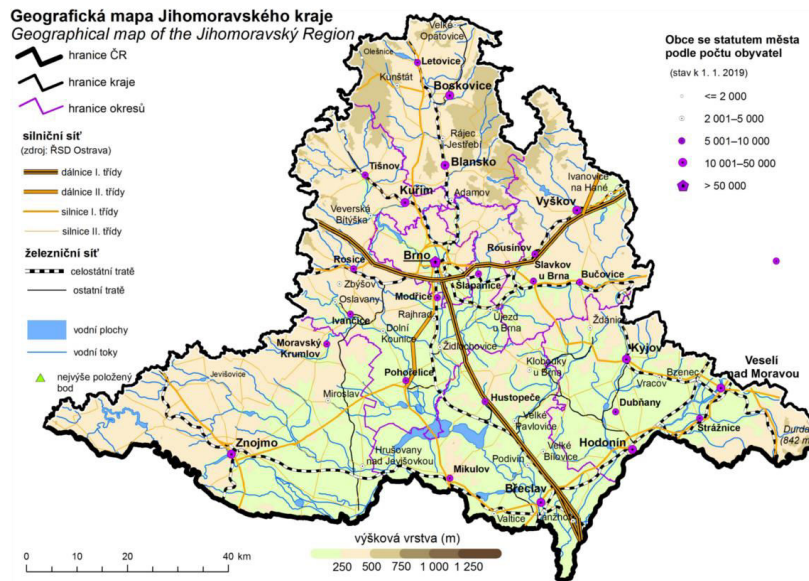 Geografická mapa Jihomoravského kraje
Geographical map of the Jihomoravský Region
hranice ČR
hranice kraje
hranice okresů
silniční síť
(zdroj: ŘSD Ostrava)
dálnice I. třídy
dálnice II. třídy
silnice I. třídy
silnice II. třídy
železniční síť
celostátní tratě
ostatní tratě
vodní plochy
vodní toky
nejvýše položený
bod
Obce se statutem města
podle počtu obyvatel
(stav k 1. 1. 2019)
<= 2 000
2 001–5 000
5 001–10 000
10 001–50 000
> 50 000
Velké
Opatovice
Olešnice
Letovice
Kunštát
Boskovice
Rájec
Jestřebí
Blansko
Tišnov
Kuřim
Adamov
Ivanovice
na Hané
Vyškov
Veverská
Bítýška
Brno
Rousínov
Rosice
Slavkov
u Brna
Bučovice
Šlapanice
Zbýšov
Oslavany
Modřice
Ivančice
Rajhrad
Újezd
u Brna
Ždánice
Dolní
Kounice
Židlochovice
Moravský
Krumlov
Klobouky
u Brna
Kyjov
Veselí
nad Moravou
Bzenec
Vracov
Jevišovice
Pohořelice
Miroslav
Hustopeče
Dubňany
Strážnice
Velké
Pavlovice
Durda
(842 m
Znojmo
Hrušovany
nad Jevišovkou
Velké
Bílovice
Hodonín
Podivín
Mikulov
Břeclav
Valtice
Lanžhot
výšková vrstva (m)
250 500 750 1 000 1 250
0 10 20 40 km